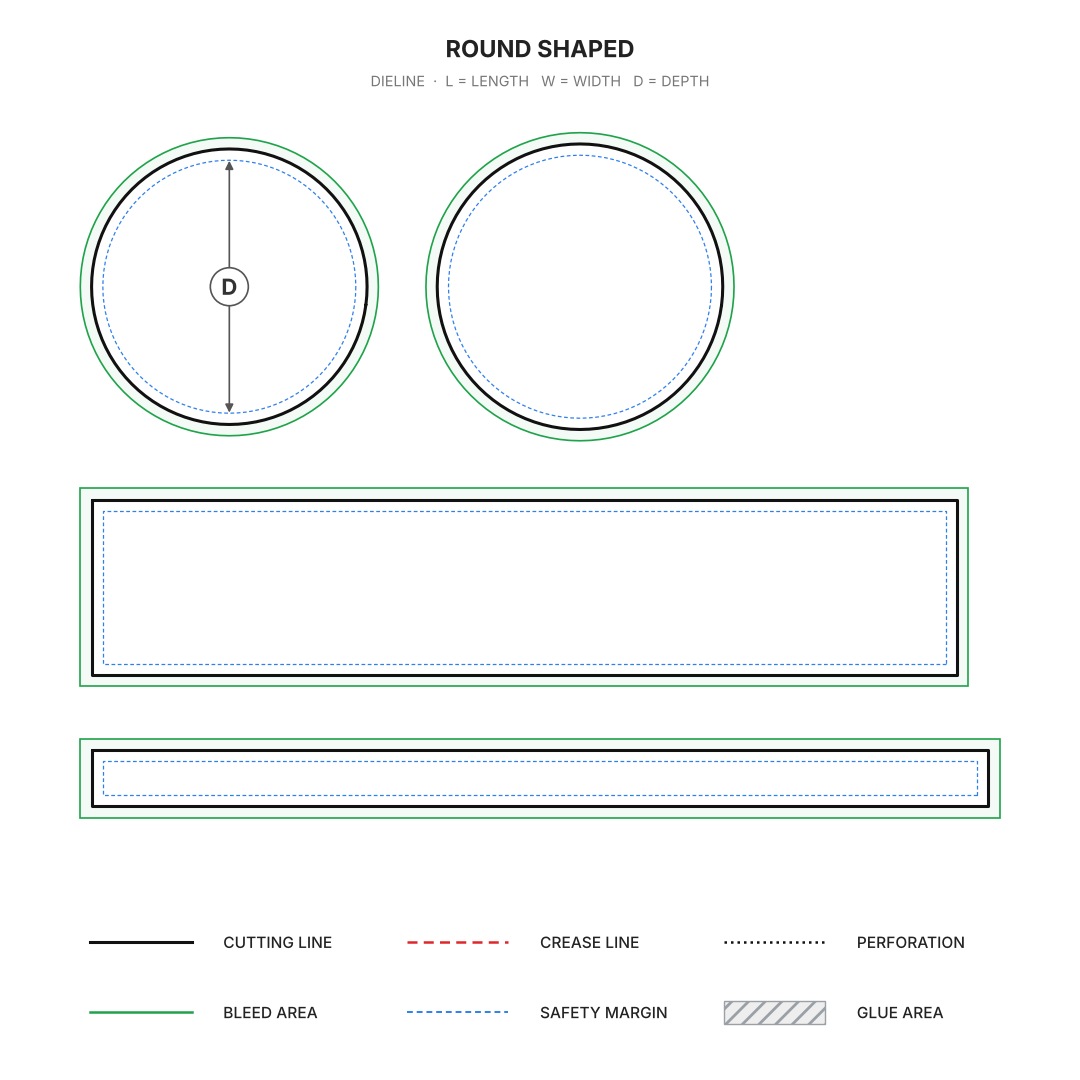 ROUND SHAPED
DIELINE · L = LENGTH W = WIDTH D = DEPTH
D
CUTTING LINE
CREASE LINE
PERFORATION
BLEED AREA
SAFETY MARGIN
GLUE AREA